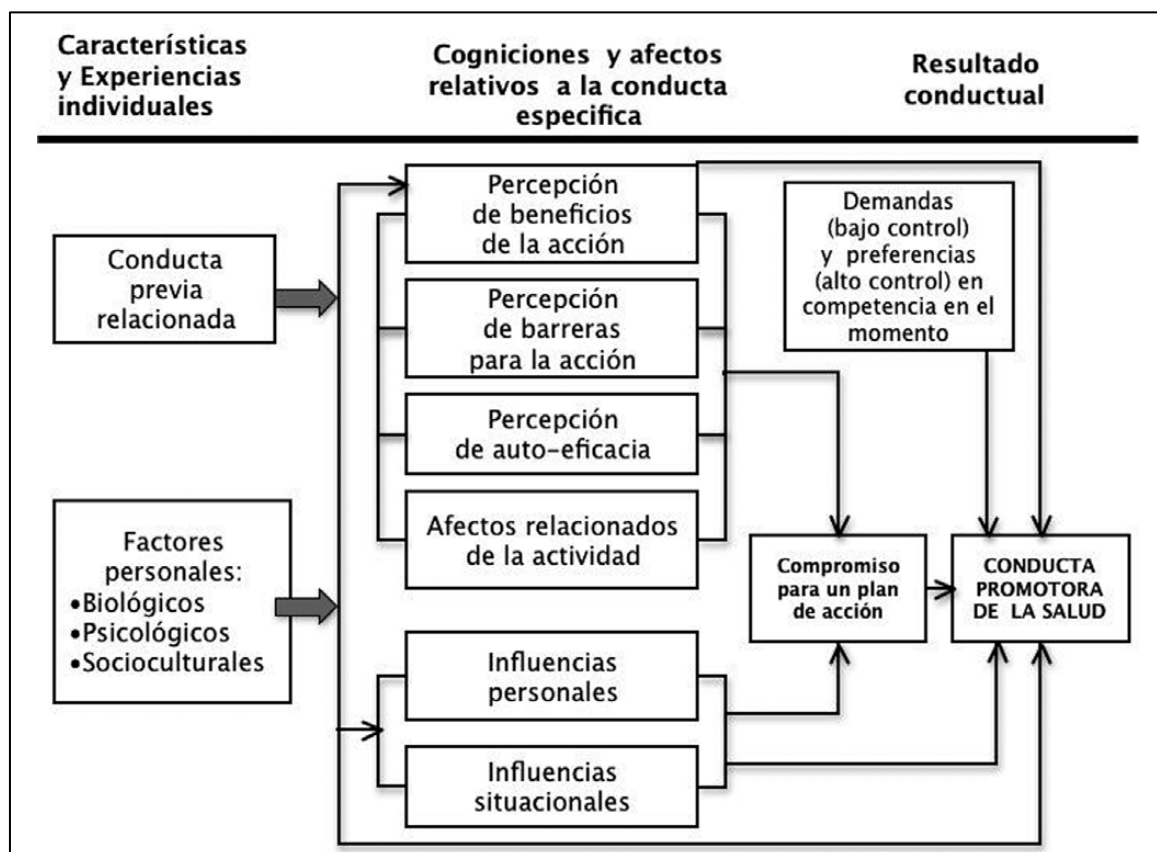 Características
y Experiencias
individuales
Cogniciones y afectos
relativos a la conducta
especifica
Resultado
conductual
Conducta
previa
relacionada
Factores
personales:
•Biológicos
•Psicológicos
•Socioculturales
Percepción
de beneficios
de la acción
Percepción
de barreras
para la acción
Percepción
de auto-eficacia
Afectos relacionados
de la actividad
Influencias
personales
Influencias
situacionales
Demandas
(bajo control)
y preferencias
(alto control) en
competencia en el
momento
Compromiso
para un plan
de acción
CONDUCTA
PROMOTORA
DE LA SALUD